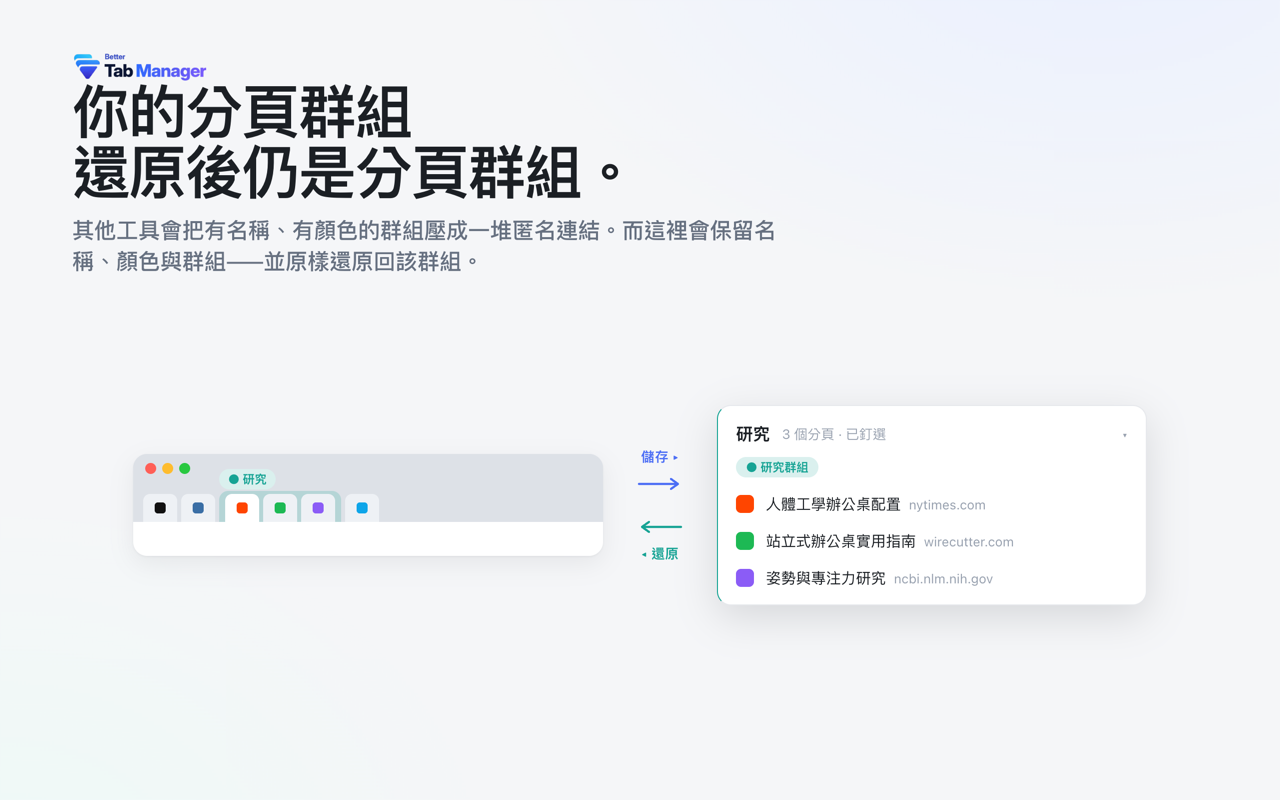 Better
Tab Manager
你的分頁群組
還原後仍是分頁群組。
其他工具會把有名稱、有顏色的群組壓成一堆匿名連結。而這裡會保留名
稱、顏色與群組——並原樣還原回該群組。
研究
儲存 ▸
◂ 還原
研究 3 個分頁 · 已釘選 ▾
研究群組
人體工學辦公桌配置 nytimes.com
站立式辦公桌實用指南 wirecutter.com
姿勢與專注力研究 ncbi.nlm.nih.gov